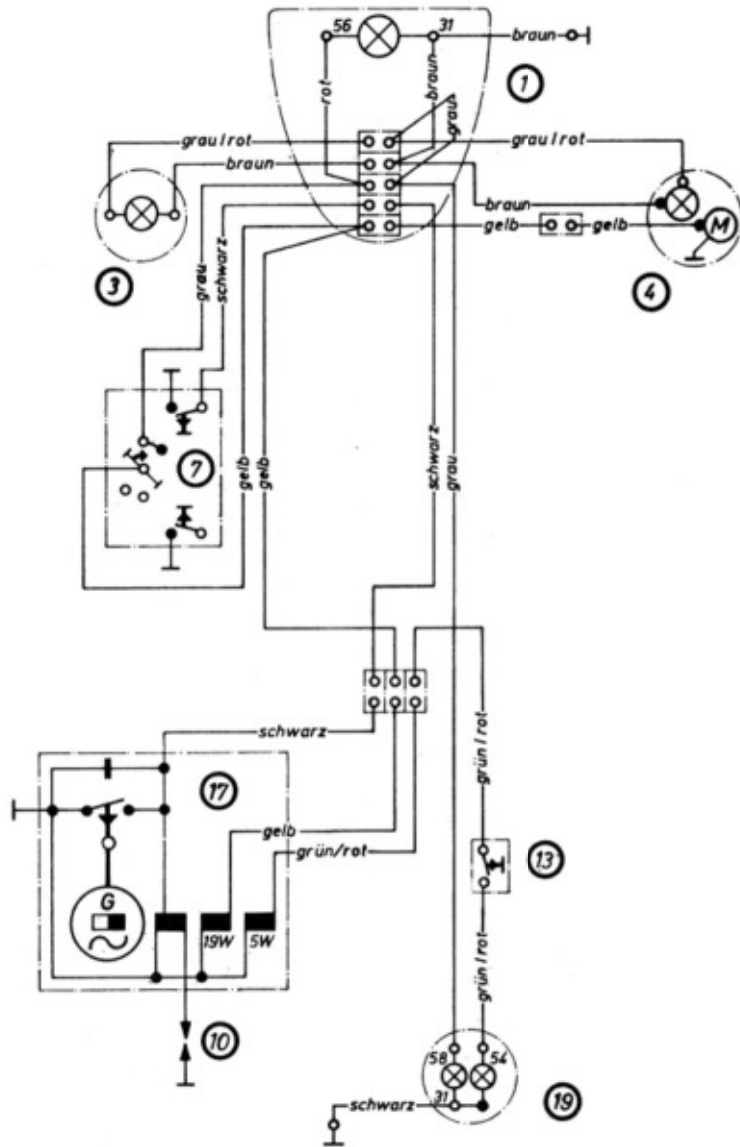 56
31
braun
1
rot
braun
grau
grau/rot
grau/rot
braun
braun
gelb
gelb
M
3
4
grau
schwarz
7
gelb
gelb
schwarz
grau
schwarz
grün/rot
17
gelb
grün/rot
13
G
19W
5W
grün/rot
10
58
54
31
schwarz
19